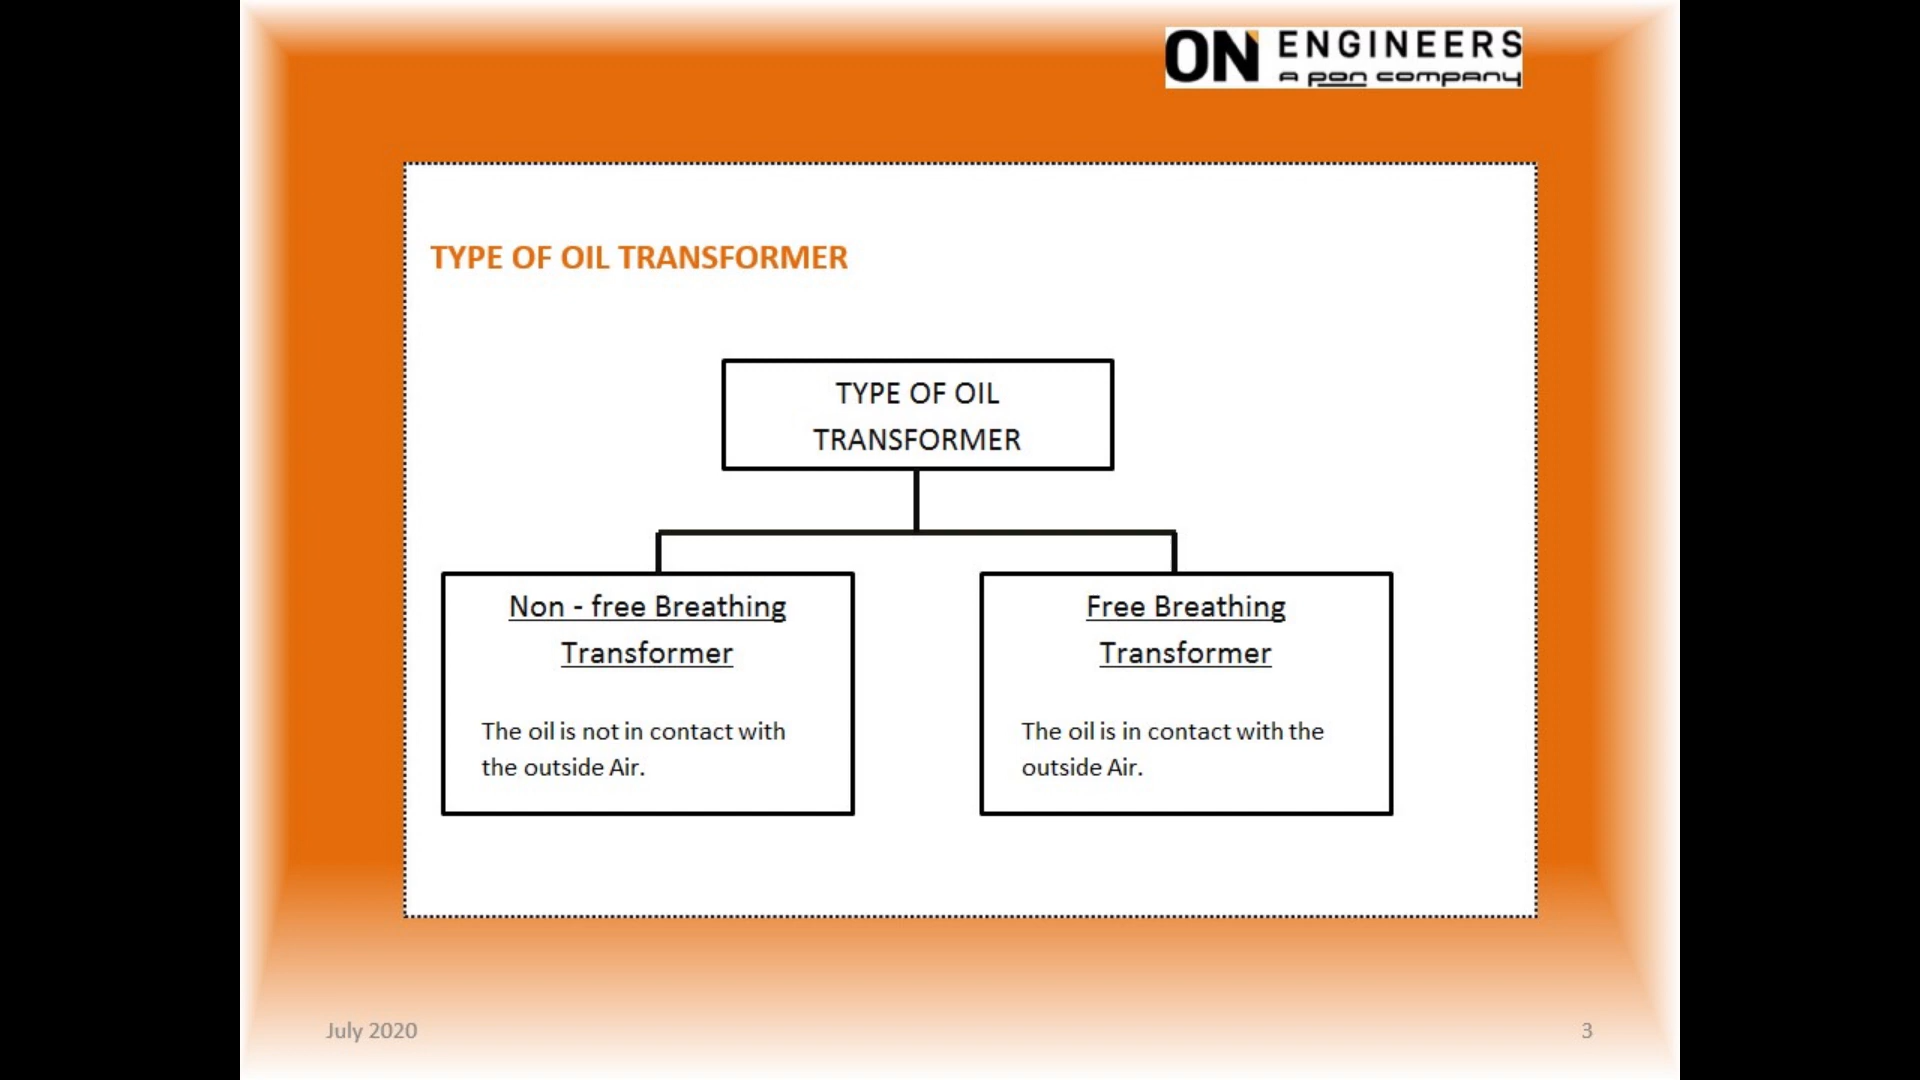 ON ENGINEERS
a pon company
TYPE OF OIL TRANSFORMER
TYPE OF OIL
TRANSFORMER
Non - free Breathing
Transformer
The oil is not in contact with
the outside Air.
Free Breathing
Transformer
The oil is in contact with the
outside Air.
July 2020
3